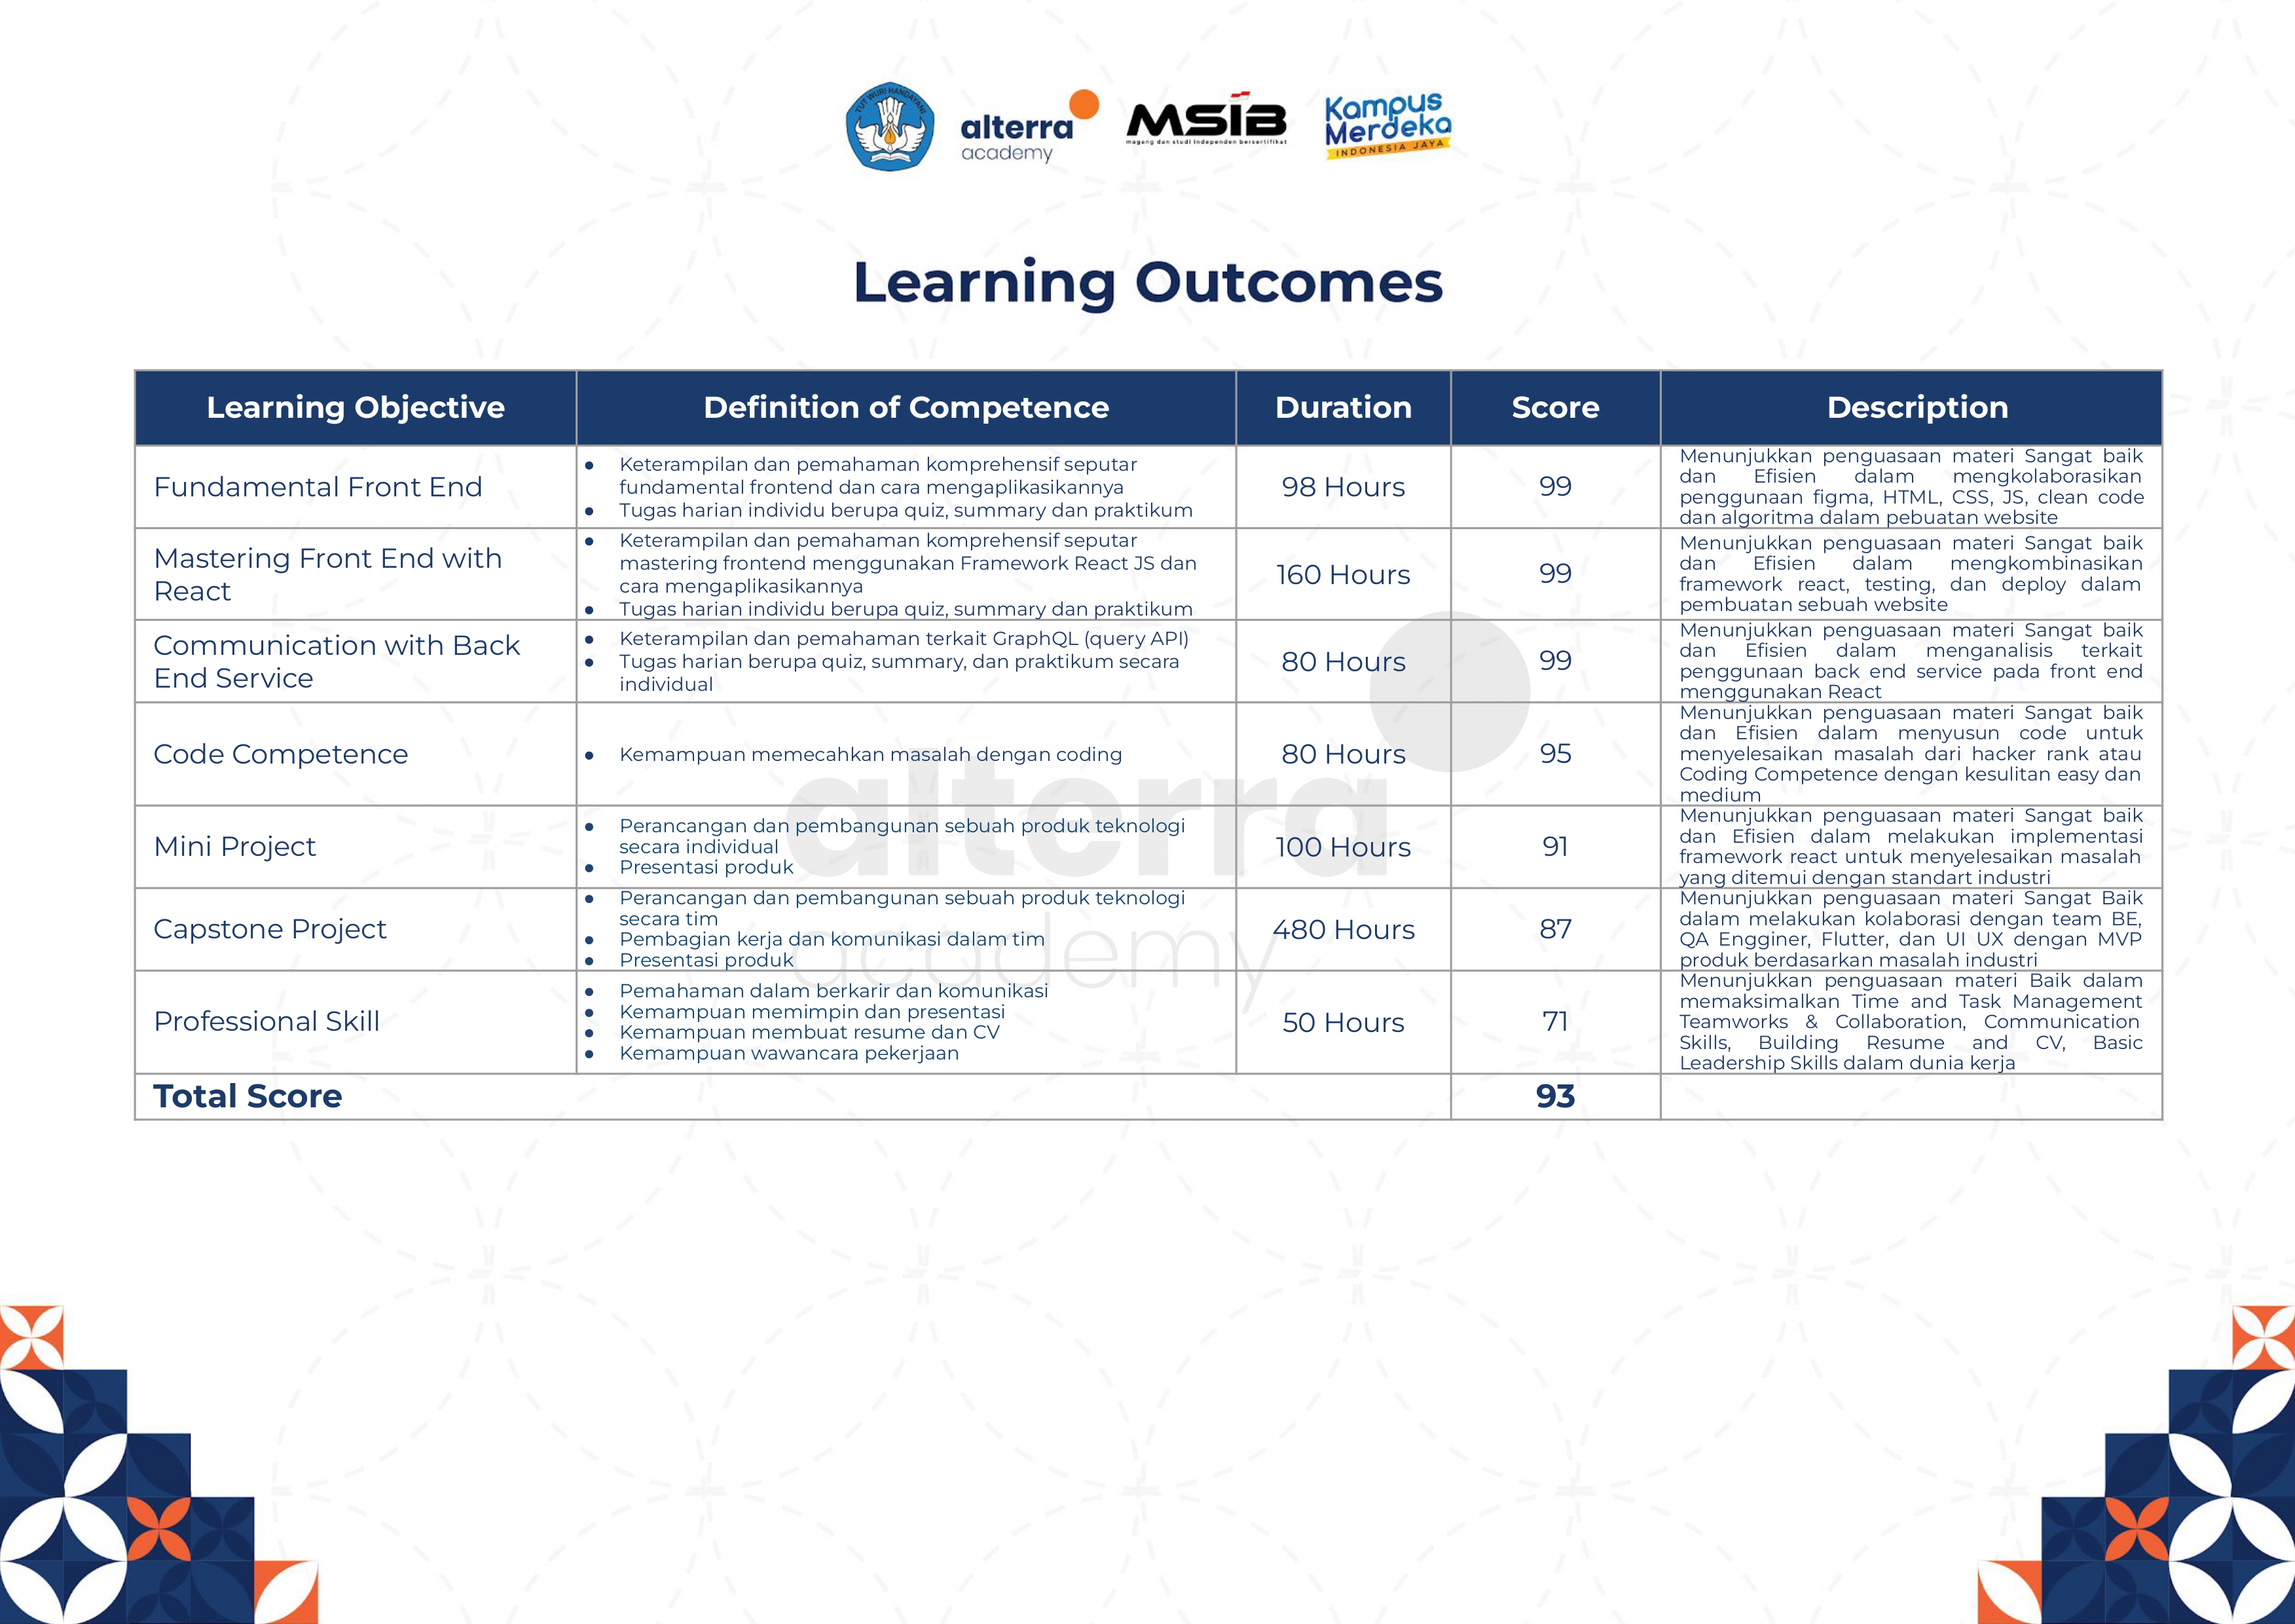 TUT WURI HANDAYANI
alterra
academy
MSIB
magang dan studi independen bersertifikat
Kampus
Merdeka
INDONESIA JAYA
Learning Outcomes
Learning Objective
Definition of Competence
Duration
Score
Description
Fundamental Front End
● Keterampilan dan pemahaman komprehensif seputar
fundamental frontend dan cara mengaplikasikannya
● Tugas harian individu berupa quiz, summary dan praktikum
98 Hours
99
Menunjukkan penguasaan materi Sangat baik
dan Efisien dalam mengkolaborasikan
penggunaan figma, HTML, CSS, JS, clean code
dan algoritma dalam pebuatan website
Mastering Front End with
React
● Keterampilan dan pemahaman komprehensif seputar
mastering frontend menggunakan Framework React JS dan
cara mengaplikasikannya
● Tugas harian individu berupa quiz, summary dan praktikum
160 Hours
99
Menunjukkan penguasaan materi Sangat baik
dan Efisien dalam mengkombinasikan
framework react, testing, dan deploy dalam
pembuatan sebuah website
Communication with Back
End Service
● Keterampilan dan pemahaman terkait GraphQL (query API)
● Tugas harian berupa quiz, summary, dan praktikum secara
individual
80 Hours
99
Menunjukkan penguasaan materi Sangat baik
dan Efisien dalam menganalisis terkait
penggunaan back end service pada front end
menggunakan React
Code Competence
● Kemampuan memecahkan masalah dengan coding
80 Hours
95
Menunjukkan penguasaan materi Sangat baik
dan Efisien dalam menyusun code untuk
menyelesaikan masalah dari hacker rank atau
Coding Competence dengan kesulitan easy dan
medium
Mini Project
● Perancangan dan pembangunan sebuah produk teknologi
secara individual
● Presentasi produk
100 Hours
91
Menunjukkan penguasaan materi Sangat baik
dan Efisien dalam melakukan implementasi
framework react untuk menyelesaikan masalah
yang ditemui dengan standart industri
Capstone Project
● Perancangan dan pembangunan sebuah produk teknologi
secara tim
● Pembagian kerja dan komunikasi dalam tim
● Presentasi produk
480 Hours
87
Menunjukkan penguasaan materi Sangat Baik
dalam melakukan kolaborasi dengan team BE,
QA Engginer, Flutter, dan UI UX dengan MVP
produk berdasarkan masalah industri
Professional Skill
● Pemahaman dalam berkarir dan komunikasi
● Kemampuan memimpin dan presentasi
● Kemampuan membuat resume dan CV
● Kemampuan wawancara pekerjaan
50 Hours
71
Menunjukkan penguasaan materi Baik dalam
memaksimalkan Time and Task Management
Teamworks & Collaboration, Communication
Skills, Building Resume and CV, Basic
Leadership Skills dalam dunia kerja
Total Score
93
alterra
academy